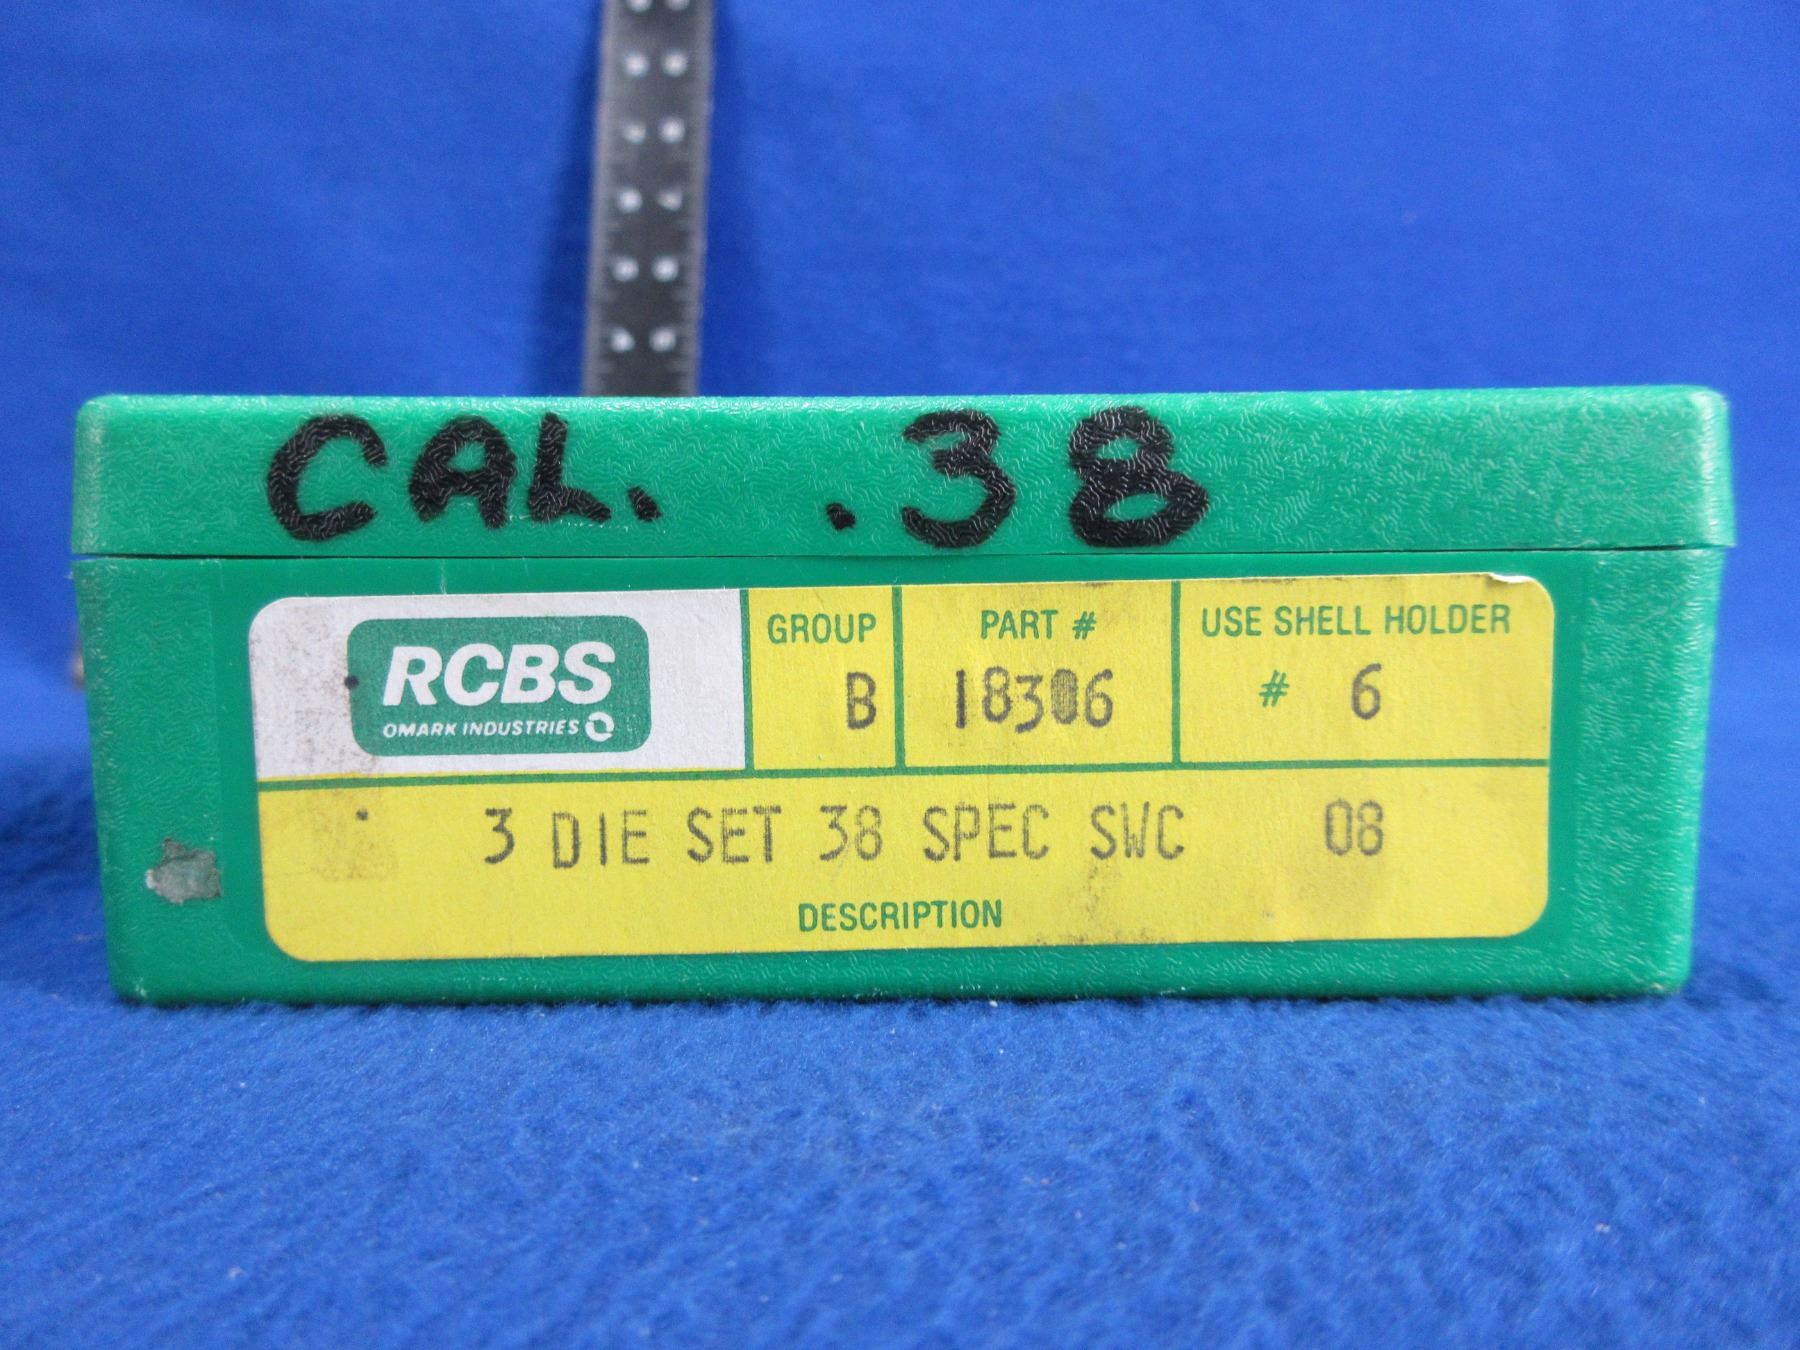 CAL. .38
RCBS
OMARK INDUSTRIES
GROUP
B
PART #
18306
USE SHELL HOLDER
# 6
3 DIE SET 38 SPEC SWC 08
DESCRIPTION